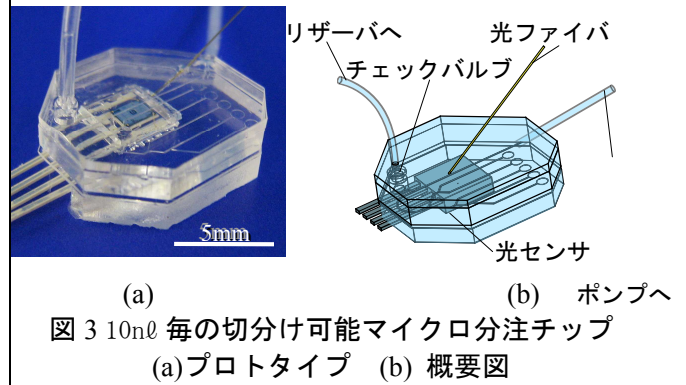 リザーバへ
光ファイバ
チェックバルブ
5mm
光センサ
(a)
(b) ポンプへ
図 3 10nℓ 毎の切分け可能マイクロ分注チップ
(a)プロトタイプ (b) 概要図